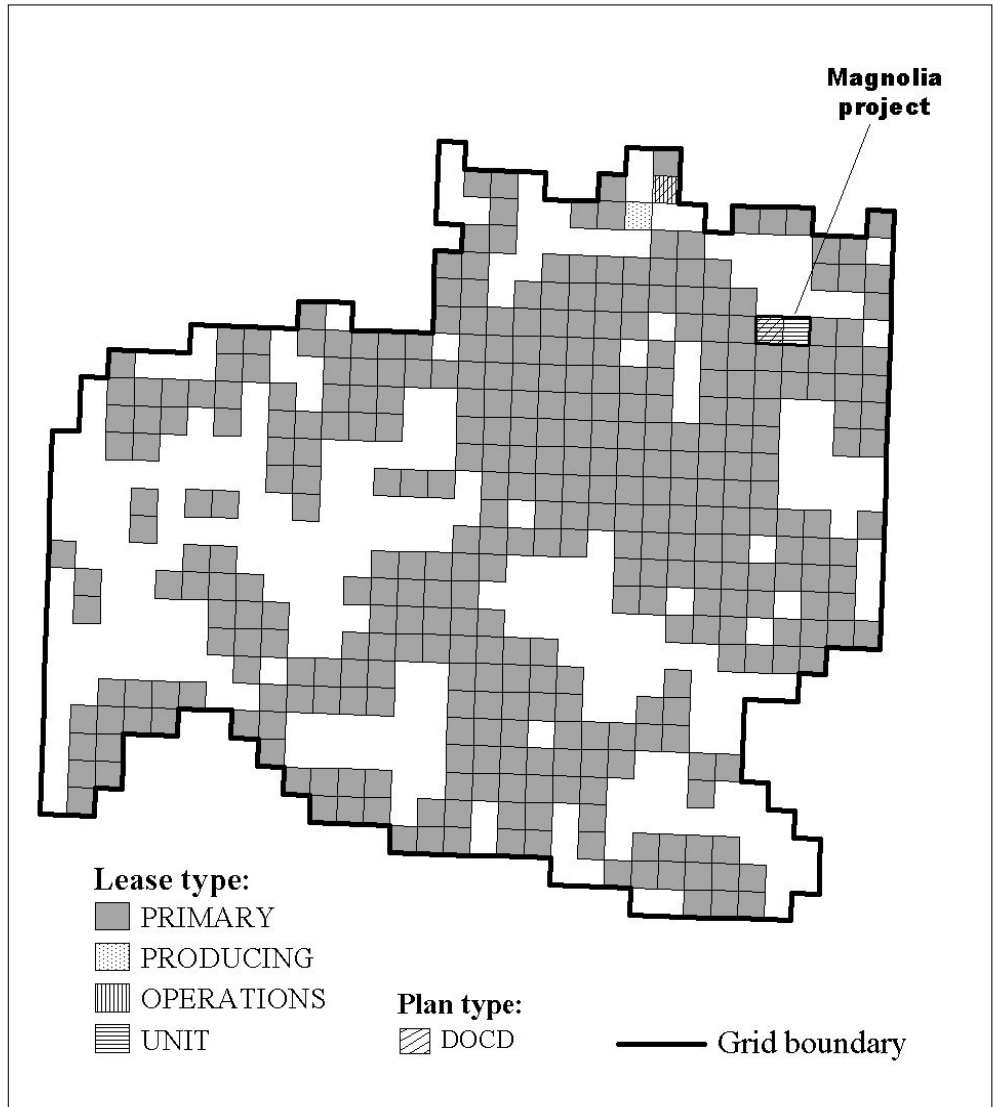 Magnolia
project
Lease type:
PRIMARY
PRODUCING
OPERATIONS
UNIT
Plan type:
DOCD
Grid boundary